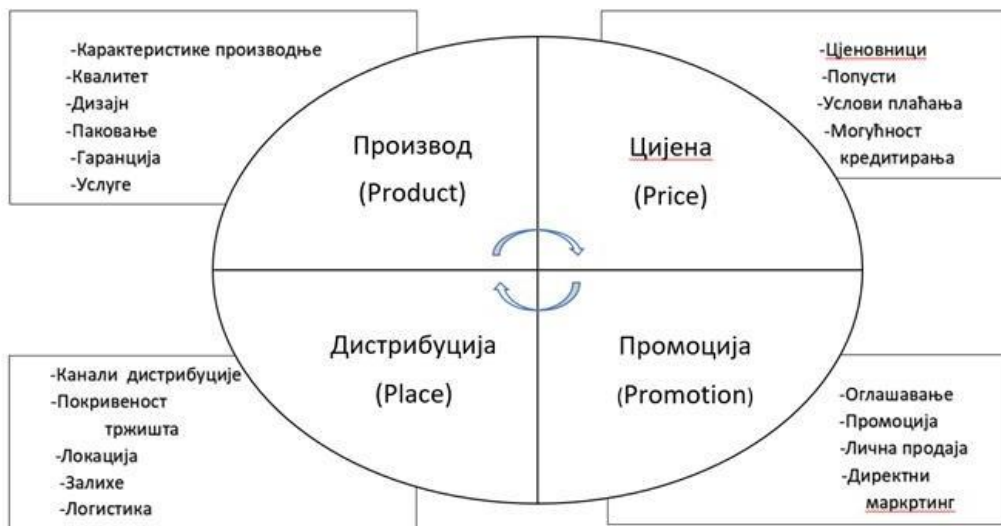 -Карактеристике производње
-Квалитет
-Дизајн
-Паковање
-Гаранција
-Услуге
Производ
(Product)
Цијена
(Price)
-Цјеновници
-Попусти
-Услови плаћања
-Могућност
кредитирања
-Канали дистрибуције
-Покривеност
тржишта
-Локација
-Залихе
-Логистика
Дистрибуција
(Place)
Промоција
(Promotion)
-Оглашавање
-Промоција
-Лична продаја
-Директни
маркртинг